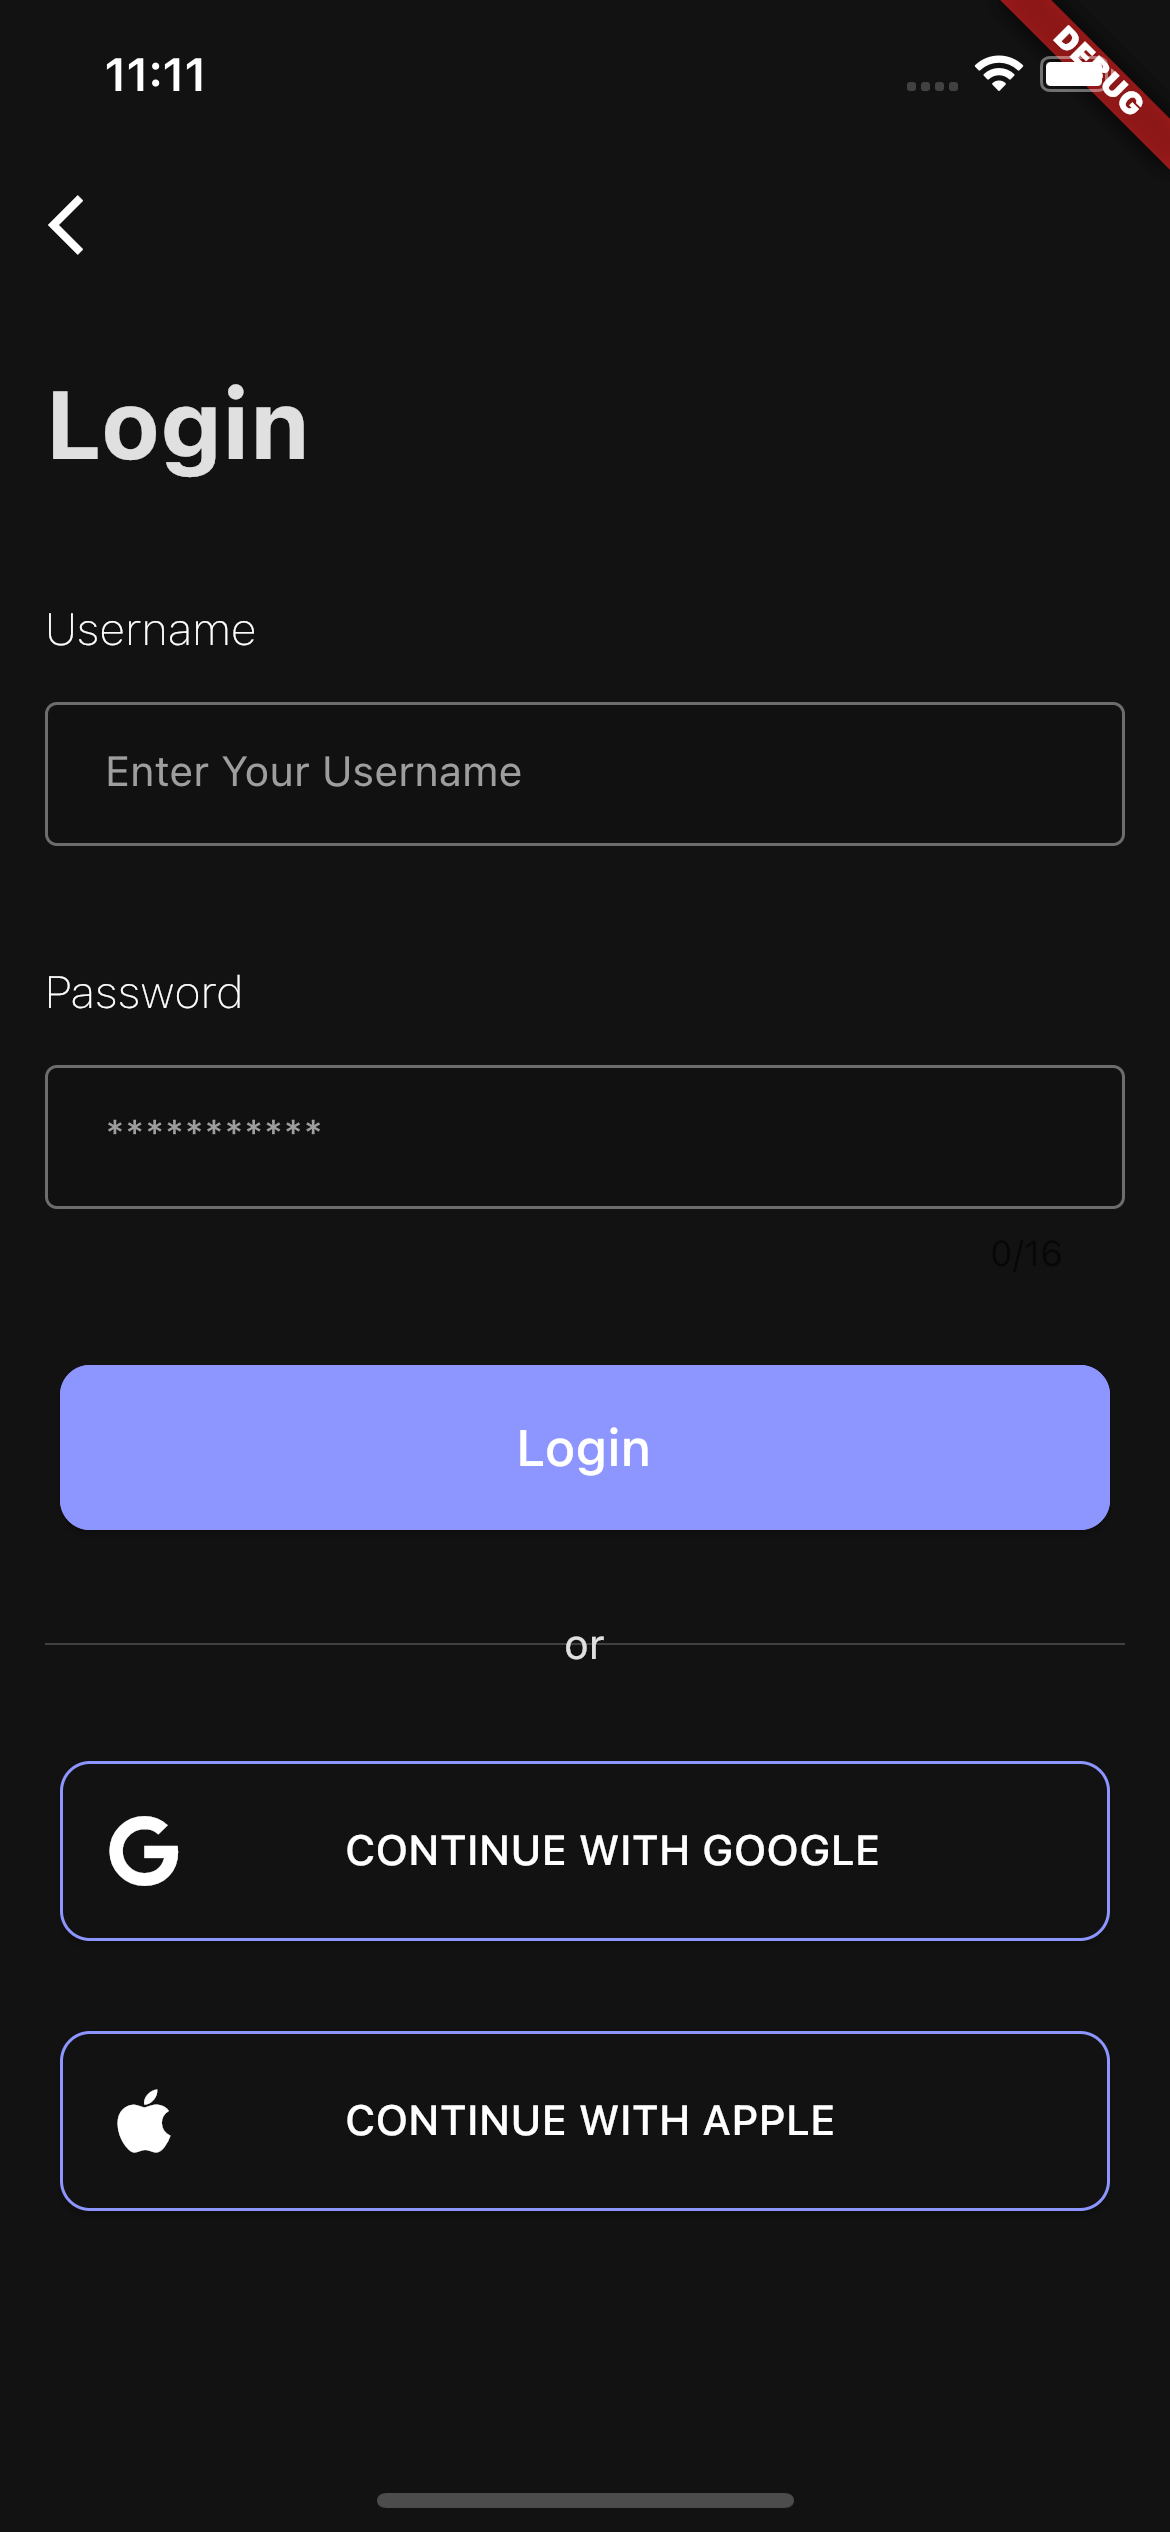 11:11
DEBUG
Login
Username
Enter Your Username
Password
***********
0/16
Login
or
CONTINUE WITH GOOGLE
CONTINUE WITH APPLE